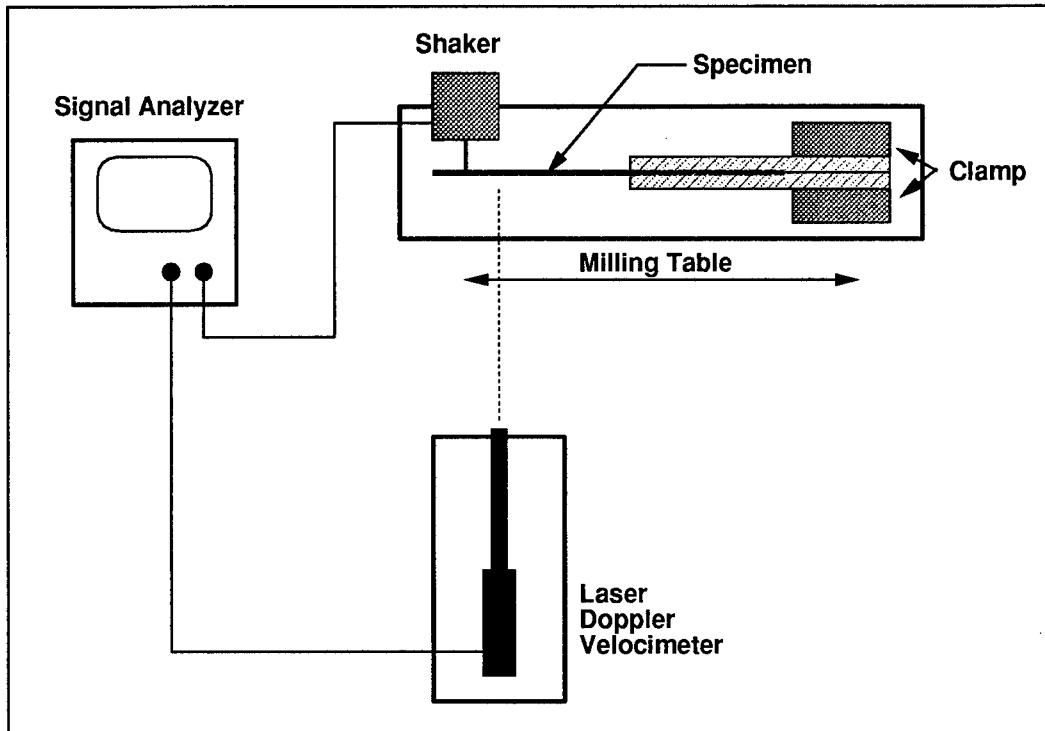 Shaker
Specimen
Signal Analyzer
Clamp
Milling Table
Laser
Doppler
Velocimeter